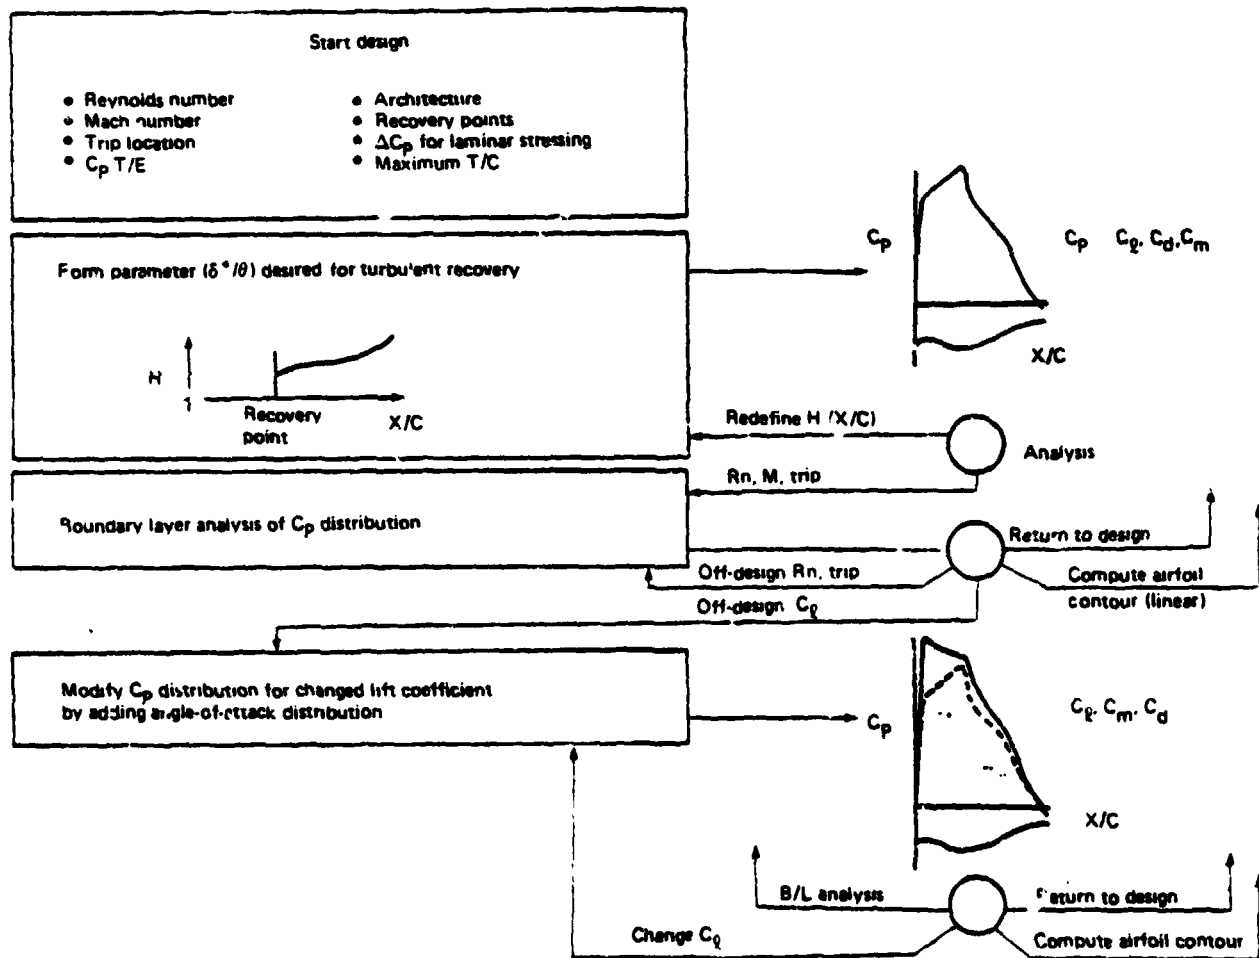 Start design
• Reynolds number
• Mach number
• Trip location
• Cp T/E
• Architecture
• Recovery points
• ΔCp for laminar stressing
• Maximum T/C
Form parameter (δ*/θ) desired for turbulent recovery
H
1
Recovery
point
X/C
Cp
Cp Cℓ, Cd, Cm
X/C
Redefine H (X/C)
Analysis
Rn, M, trip
Boundary layer analysis of Cp distribution
Return to design
Off-design Rn, trip
Compute airfoil
contour (linear)
Off-design Cℓ
Modify Cp distribution for changed lift coefficient
by adding angle-of-attack distribution
Cp
Cℓ, Cm, Cd
X/C
B/L analysis
Return to design
Change Cℓ
Compute airfoil contour